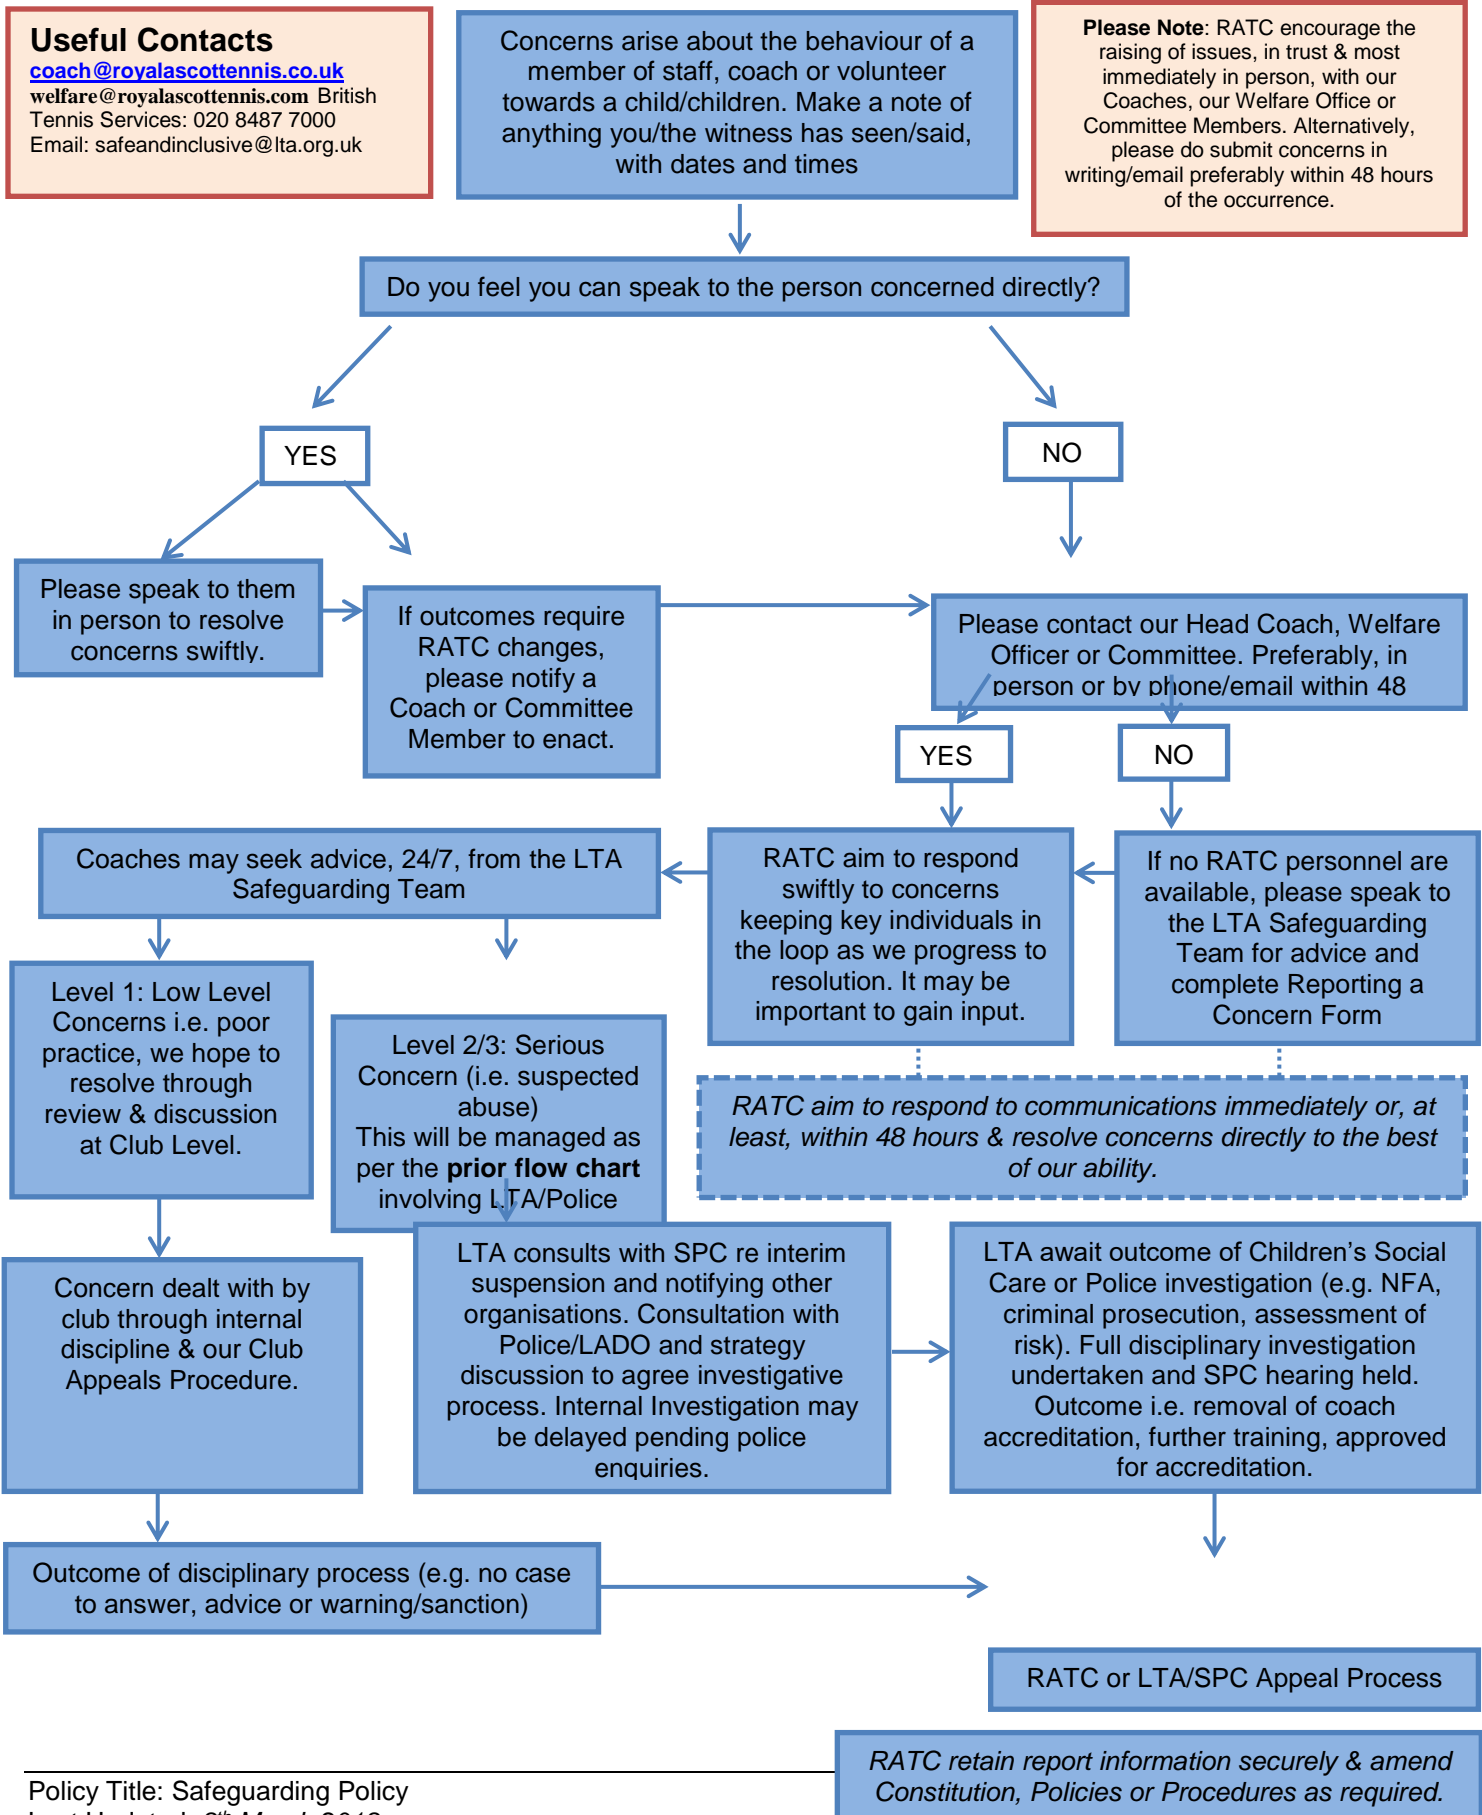 Useful Contacts
coach@royalascottennis.co.uk
welfare@royalascottennis.com British
Tennis Services: 020 8487 7000
Email: safeandinclusive@lta.org.uk
Concerns arise about the behaviour of a
member of staff, coach or volunteer
towards a child/children. Make a note of
anything you/the witness has seen/said,
with dates and times
Please Note: RATC encourage the
raising of issues, in trust & most
immediately in person, with our
Coaches, our Welfare Office or
Committee Members. Alternatively,
please do submit concerns in
writing/email preferably within 48 hours
of the occurrence.
Do you feel you can speak to the person concerned directly?
YES
NO
Please speak to them
in person to resolve
concerns swiftly.
If outcomes require
RATC changes,
please notify a
Coach or Committee
Member to enact.
Please contact our Head Coach, Welfare
Officer or Committee. Preferably, in
person or by phone/email within 48
YES
NO
Coaches may seek advice, 24/7, from the LTA
Safeguarding Team
RATC aim to respond
swiftly to concerns
keeping key individuals in
the loop as we progress to
resolution. It may be
important to gain input.
If no RATC personnel are
available, please speak to
the LTA Safeguarding
Team for advice and
complete Reporting a
Concern Form
Level 1: Low Level
Concerns i.e. poor
practice, we hope to
resolve through
review & discussion
at Club Level.
Level 2/3: Serious
Concern (i.e. suspected
abuse)
This will be managed as
per the prior flow chart
involving LTA/Police
RATC aim to respond to communications immediately or, at
least, within 48 hours & resolve concerns directly to the best
of our ability.
Concern dealt with by
club through internal
discipline & our Club
Appeals Procedure.
LTA consults with SPC re interim
suspension and notifying other
organisations. Consultation with
Police/LADO and strategy
discussion to agree investigative
process. Internal Investigation may
be delayed pending police
enquiries.
LTA await outcome of Children's Social
Care or Police investigation (e.g. NFA,
criminal prosecution, assessment of
risk). Full disciplinary investigation
undertaken and SPC hearing held.
Outcome i.e. removal of coach
accreditation, further training, approved
for accreditation.
Outcome of disciplinary process (e.g. no case
to answer, advice or warning/sanction)
RATC or LTA/SPC Appeal Process
RATC retain report information securely & amend
Constitution, Policies or Procedures as required.
Policy Title: Safeguarding Policy